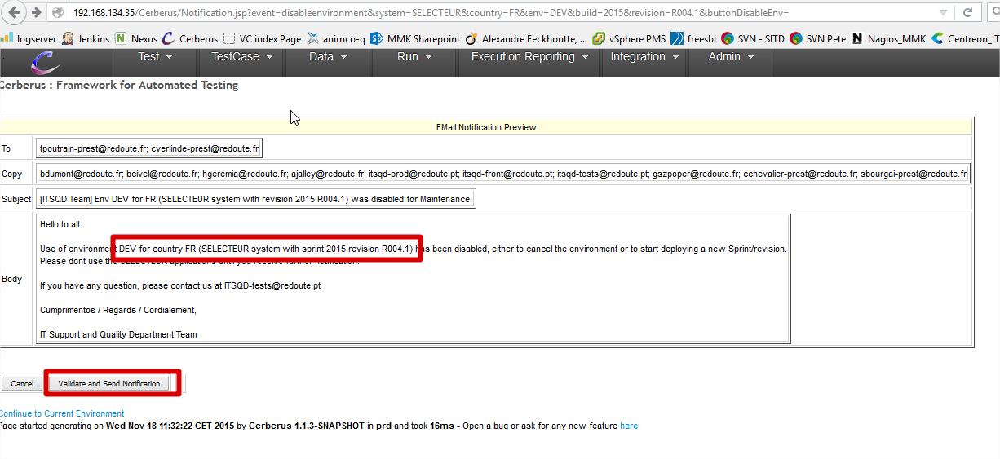 192.168.134.35/Cerberus/Notification.jsp?event=disableenvironment&system=SELECTEUR&country=FR&env=DEV&build=2015&revision=R004.1&buttonDisableEnv=
logserver Jenkins Nexus Cerberus VC index Page animco-q MMK Sharepoint Alexandre Eeckhoutte, ... vSphere PMS freesbi SVN - SITD SVN Pete Nagios_MMK Centreon_IT
Test TestCase Data Run Execution Reporting Integration Admin
Cerberus : Framework for Automated Testing
EMail Notification Preview
To tpoutrain-prest@redoute.fr; cverlinde-prest@redoute.fr
Copy bdumont@redoute.fr; bcivel@redoute.fr; hgeremia@redoute.fr; ajalley@redoute.fr; itsqd-prod@redoute.pt; itsqd-front@redoute.pt; itsqd-tests@redoute.pt; gszpoper@redoute.fr; cchevalier-prest@redoute.fr; sbourgai-prest@redoute.fr
Subject [ITSQD Team] Env DEV for FR (SELECTEUR system with revision 2015 R004.1) was disabled for Maintenance.
Hello to all.
Use of environment DEV for country FR (SELECTEUR system with sprint 2015 revision R004.1) has been disabled, either to cancel the environment or to start deploying a new Sprint/revision.
Please dont use the SELECTEUR applications until you receive further notification.
Body
If you have any question, please contact us at ITSQD-tests@redoute.pt
Cumprimentos / Regards / Cordialement,
IT Support and Quality Department Team
Cancel Validate and Send Notification
Continue to Current Environment
Page started generating on Wed Nov 18 11:32:22 CET 2015 by Cerberus 1.1.3-SNAPSHOT in prd and took 16ms - Open a bug or ask for any new feature here.